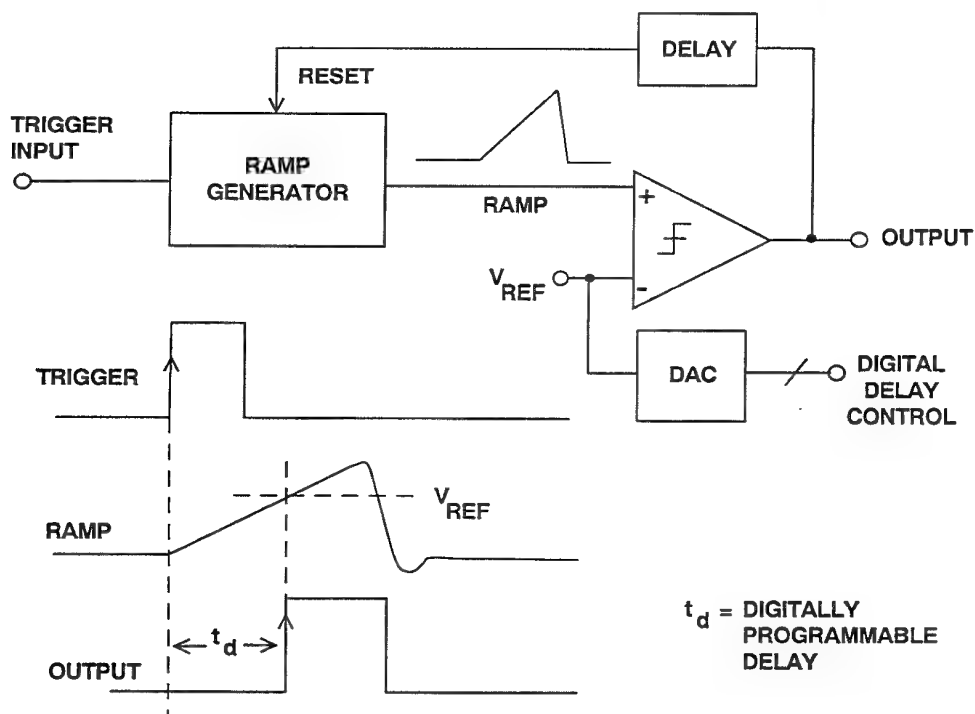 DELAY
RESET
TRIGGER
INPUT
RAMP
GENERATOR
RAMP
+
-
OUTPUT
V REF
DAC
DIGITAL
DELAY
CONTROL
TRIGGER
V REF
RAMP
t d
OUTPUT
t d = DIGITALLY
PROGRAMMABLE
DELAY